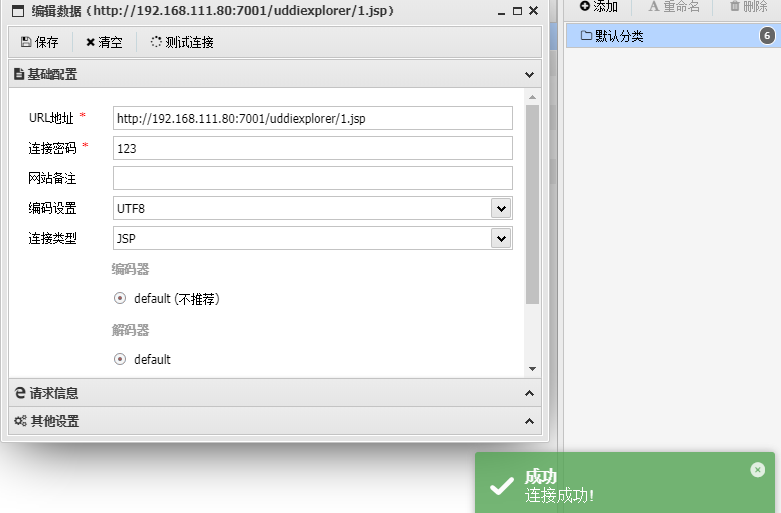 编辑数据 (http://192.168.111.80:7001/uddiexplorer/1.jsp)
保存 清空 测试连接
基础配置
URL地址 * http://192.168.111.80:7001/uddiexplorer/1.jsp
连接密码 * 123
网站备注
编码设置 UTF8
连接类型 JSP
编码器
default (不推荐)
解码器
default
请求信息
其他设置
添加 重命名 删除
默认分类 6
成功
连接成功!